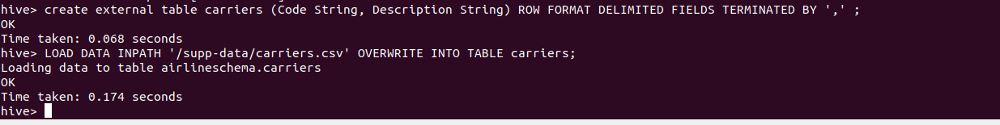 hive> create external table carriers (Code String, Description String) ROW FORMAT DELIMITED FIELDS TERMINATED BY ',' ;
OK
Time taken: 0.068 seconds
hive> LOAD DATA INPATH '/supp-data/carriers.csv' OVERWRITE INTO TABLE carriers;
Loading data to table airlineschema.carriers
OK
Time taken: 0.174 seconds
hive>